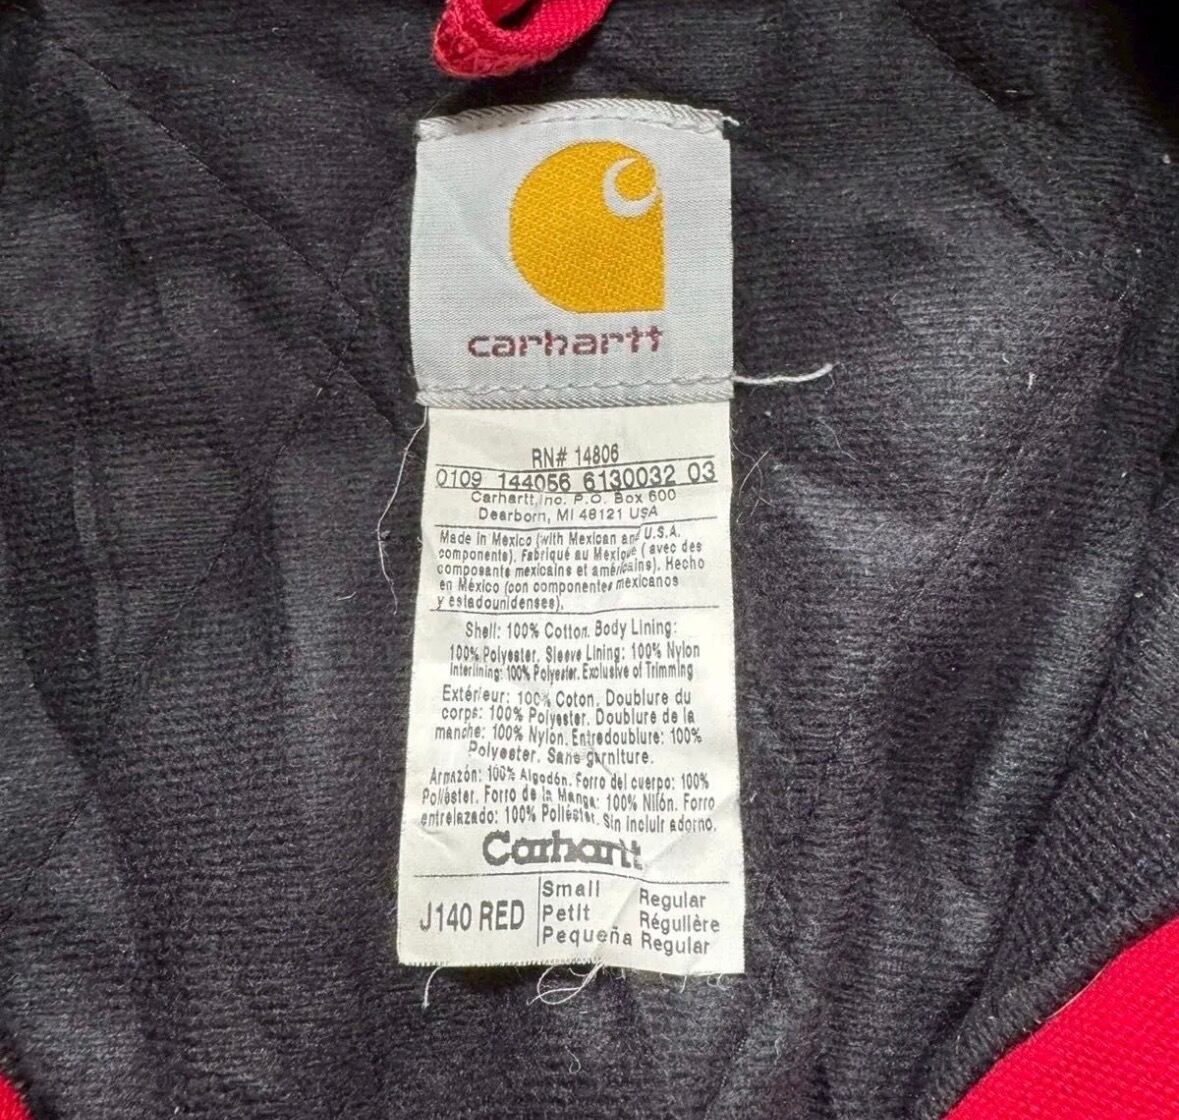 carhartt
RN# 14806
0109 144056 6130032 03
Carhartt,Inc. P.O. Box 600
Dearborn, MI 48121 USA
Made in Mexico (with Mexican and U.S.A.
components). Fabriqué au Mexique ( avec des
composants mexicains et américains). Hecho
en México (con componentes mexicanos
y estadounidenses).
Shell: 100% Cotton. Body Lining:
100% Polyester. Sleeve Lining: 100% Nylon
Interlining: 100% Polyester. Exclusive of Trimming
Extérieur: 100% Coton. Doublure du
corps: 100% Polyester. Doublure de la
manche: 100% Nylon. Entredoublure: 100%
Polyester. Sans garniture.
Armazón: 100% Algodón. Forro del cuerpo: 100%
Poliéster. Forro de la Manga: 100% Nilón. Forro
entrelazado: 100% Poliéster. Sin incluir adorno.
Carhartt
J140 RED
Small Regular
Petit Régulière
Pequeña Regular